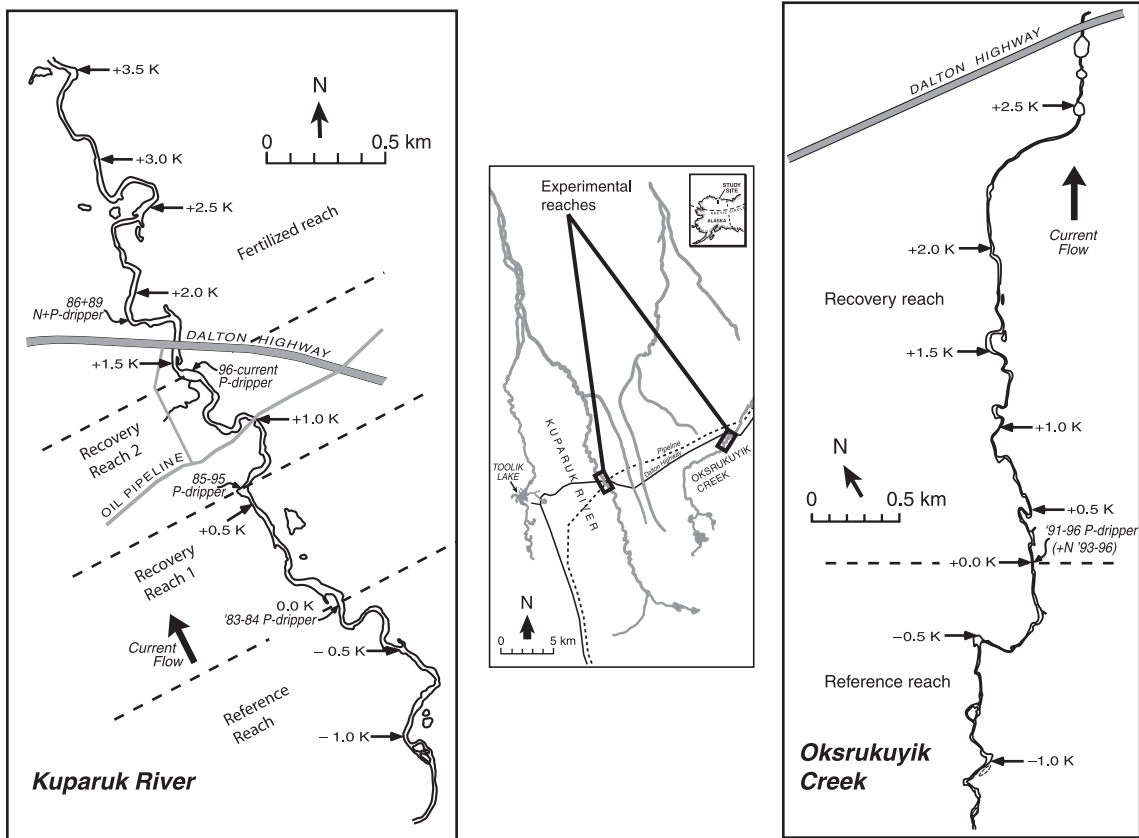 +3.5 K
N
0 0.5 km
+3.0 K
+2.5 K
Fertilized reach
+2.0 K
86+89
N+P-dripper
DALTON HIGHWAY
+1.5 K
96-current
P-dripper
+1.0 K
Recovery
Reach 2
OIL PIPELINE
85-95
P-dripper
+0.5 K
Recovery
Reach 1
0.0 K
'83-84 P-dripper
Current
Flow
– 0.5 K
Reference
Reach
– 1.0 K
Kuparuk River
Experimental
reaches
STUDY
SITE
ARCTIC CIRCLE
ALASKA
KUPARUK RIVER
Pipeline
Dalton Highway
TOOLIK
LAKE
OKSRUKUYIK
CREEK
N
0 5 km
DALTON HIGHWAY
+2.5 K
Current
Flow
+2.0 K
Recovery reach
+1.5 K
+1.0 K
N
0 0.5 km
+0.5 K
'91-96 P-dripper
(+N '93-96)
+0.0 K
–0.5 K
Reference reach
–1.0 K
Oksrukuyik
Creek